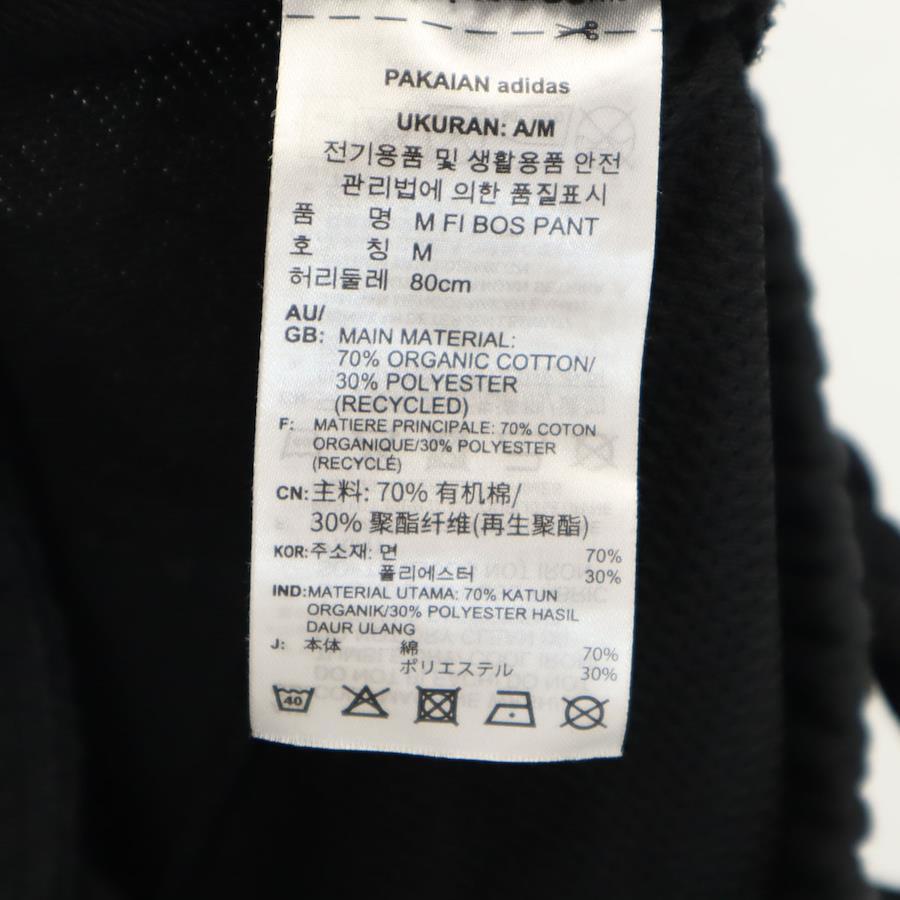 PAKAIAN adidas
UKURAN: A/M
전기용품 및 생활용품 안전
관리법에 의한 품질표시
품 명 M FI BOS PANT
호 칭 M
허리둘레 80cm
AU/
GB: MAIN MATERIAL:
70% ORGANIC COTTON/
30% POLYESTER
(RECYCLED)
F: MATIERE PRINCIPALE: 70% COTON
ORGANIQUE/30% POLYESTER
(RECYCLÉ)
CN: 主料: 70% 有机棉/
30% 聚酯纤维(再生聚酯)
KOR: 주소재: 면 70%
폴리에스터 30%
IND: MATERIAL UTAMA: 70% KATUN
ORGANIK/30% POLYESTER HASIL
DAUR ULANG
J: 本体 綿 70%
ポリエステル 30%
40